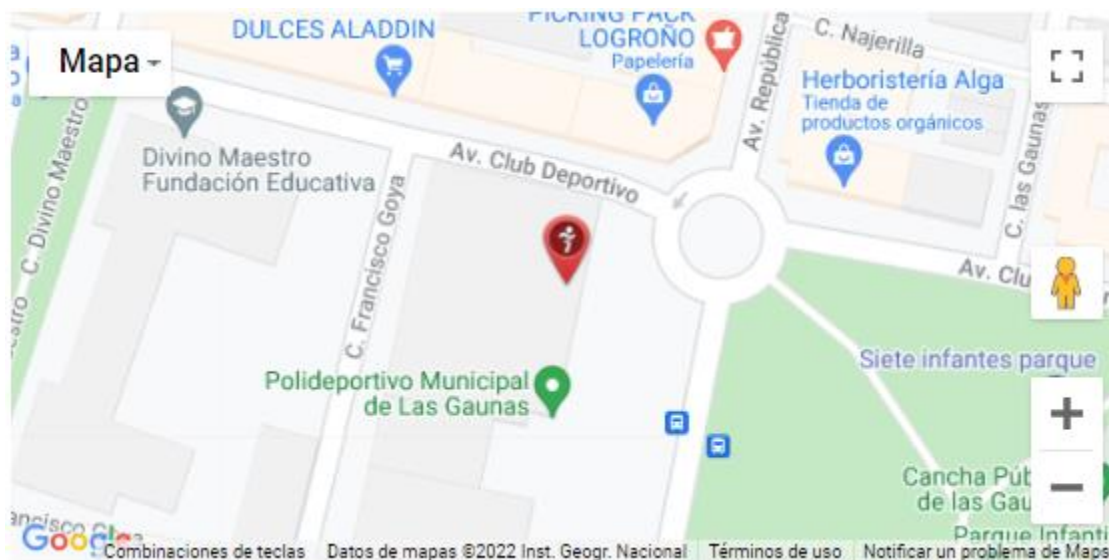 PICKING PACK
LOGROÑO
Papelería
DULCES ALADDIN
Mapa
C. Najerilla
Av. República
Herboristería Alga
Tienda de
productos orgánicos
C. las Gaunas
C. Divino Maestro
Divino Maestro
Fundación Educativa
Av. Club Deportivo
C. Francisco Goya
Av. Clu
Siete infantes parque
Polideportivo Municipal
de Las Gaunas
Cancha Púb
de las Gau
Parque Infanti
Google
Combinaciones de teclas
Datos de mapas ©2022 Inst. Geogr. Nacional
Términos de uso
Notificar un problema de Maps